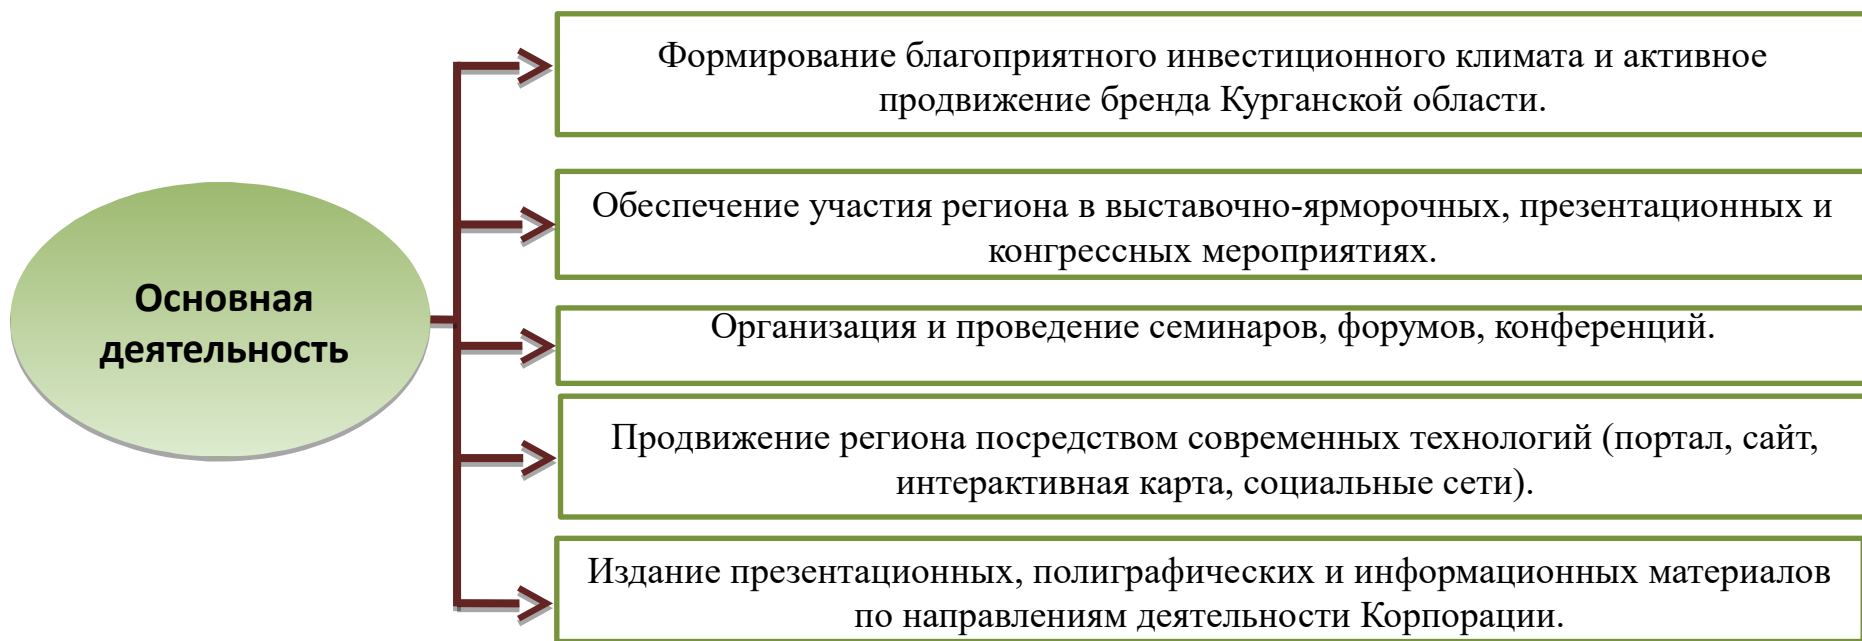 Основная
деятельность
Формирование благоприятного инвестиционного климата и активное
продвижение бренда Курганской области.
Обеспечение участия региона в выставочно-ярморочных, презентационных и
конгрессных мероприятиях.
Организация и проведение семинаров, форумов, конференций.
Продвижение региона посредством современных технологий (портал, сайт,
интерактивная карта, социальные сети).
Издание презентационных, полиграфических и информационных материалов
по направлениям деятельности Корпорации.